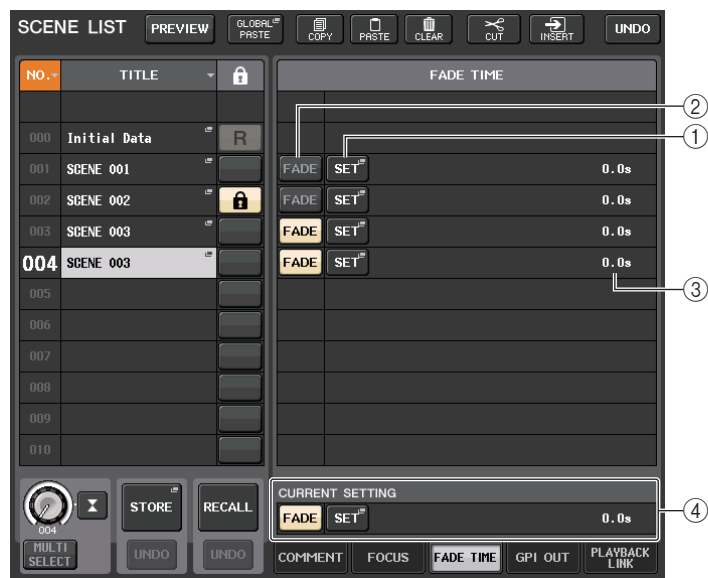 SCENE LIST PREVIEW GLOBAL PASTE COPY PASTE CLEAR CUT INSERT UNDO
NO. TITLE FADE TIME
②
①
000 Initial Data R
001 SCENE 001 FADE SET 0.0s
002 SCENE 002 FADE SET 0.0s
003 SCENE 003 FADE SET 0.0s
004 SCENE 003 FADE SET 0.0s
③
005
006
007
008
009
010
CURRENT SETTING
STORE RECALL FADE SET 0.0s ④
004
MULTI SELECT UNDO UNDO COMMENT FOCUS FADE TIME GPI OUT PLAYBACK LINK